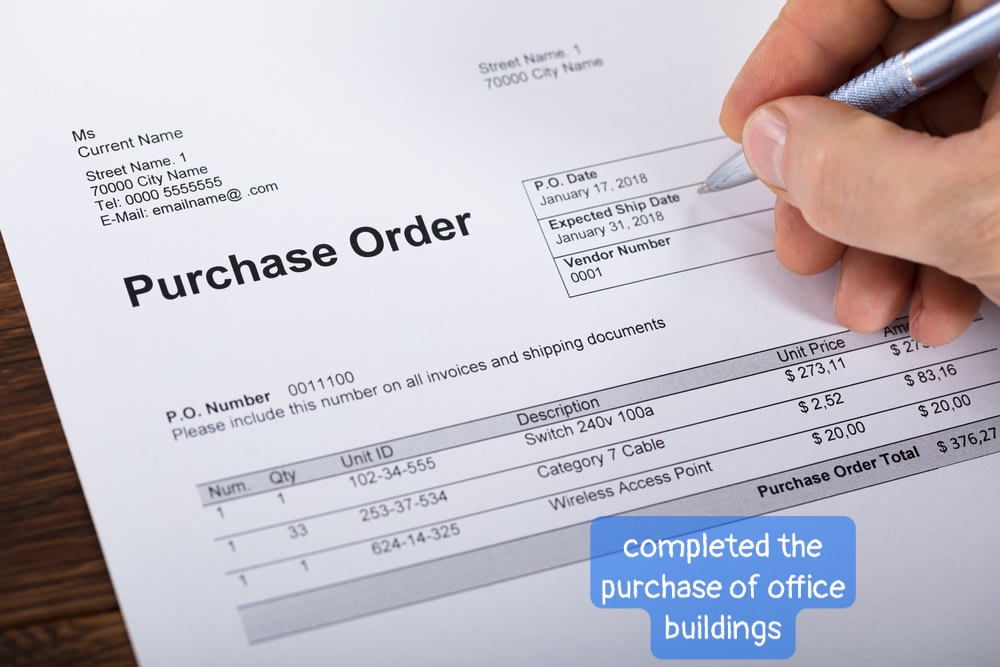 Street Name. 1
70000 City Name
Ms
Current Name
Street Name. 1
70000 City Name
Tel: 0000 5555555
E-Mail: emailname@ .com
Purchase Order
P.O. Date
January 17, 2018
Expected Ship Date
January 31, 2018
Vendor Number
0001
P.O. Number 0011100
Please include this number on all invoices and shipping documents
Num. Qty Unit ID Description Unit Price
1 1 102-34-555 Switch 240v 100a $ 273,11
1 33 253-37-534 Category 7 Cable $ 2,52 $ 83,16
1 1 624-14-325 Wireless Access Point $ 20,00 $ 20,00
Purchase Order Total $ 376,27
completed the
purchase of office
buildings